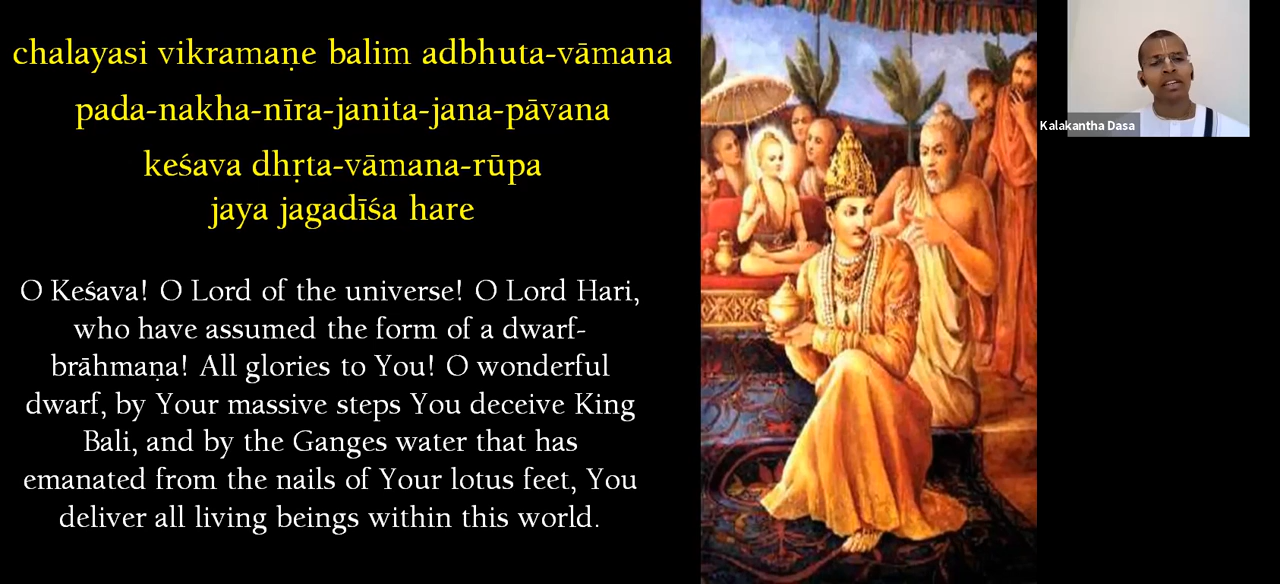 chalayasi vikramaṇe balim adbhuta-vāmana
pada-nakha-nīra-janita-jana-pāvana
keśava dhṛta-vāmana-rūpa
jaya jagadīśa hare
O Keśava! O Lord of the universe! O Lord Hari,
who have assumed the form of a dwarf-
brāhmaṇa! All glories to You! O wonderful
dwarf, by Your massive steps You deceive King
Bali, and by the Ganges water that has
emanated from the nails of Your lotus feet, You
deliver all living beings within this world.
Kalakantha Dasa